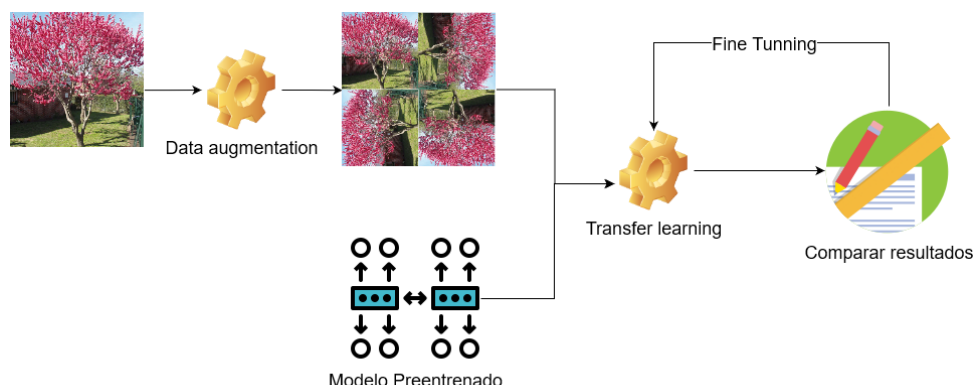 Fine Tunning
Data augmentation
Transfer learning
Comparar resultados
Modelo Preentrenado